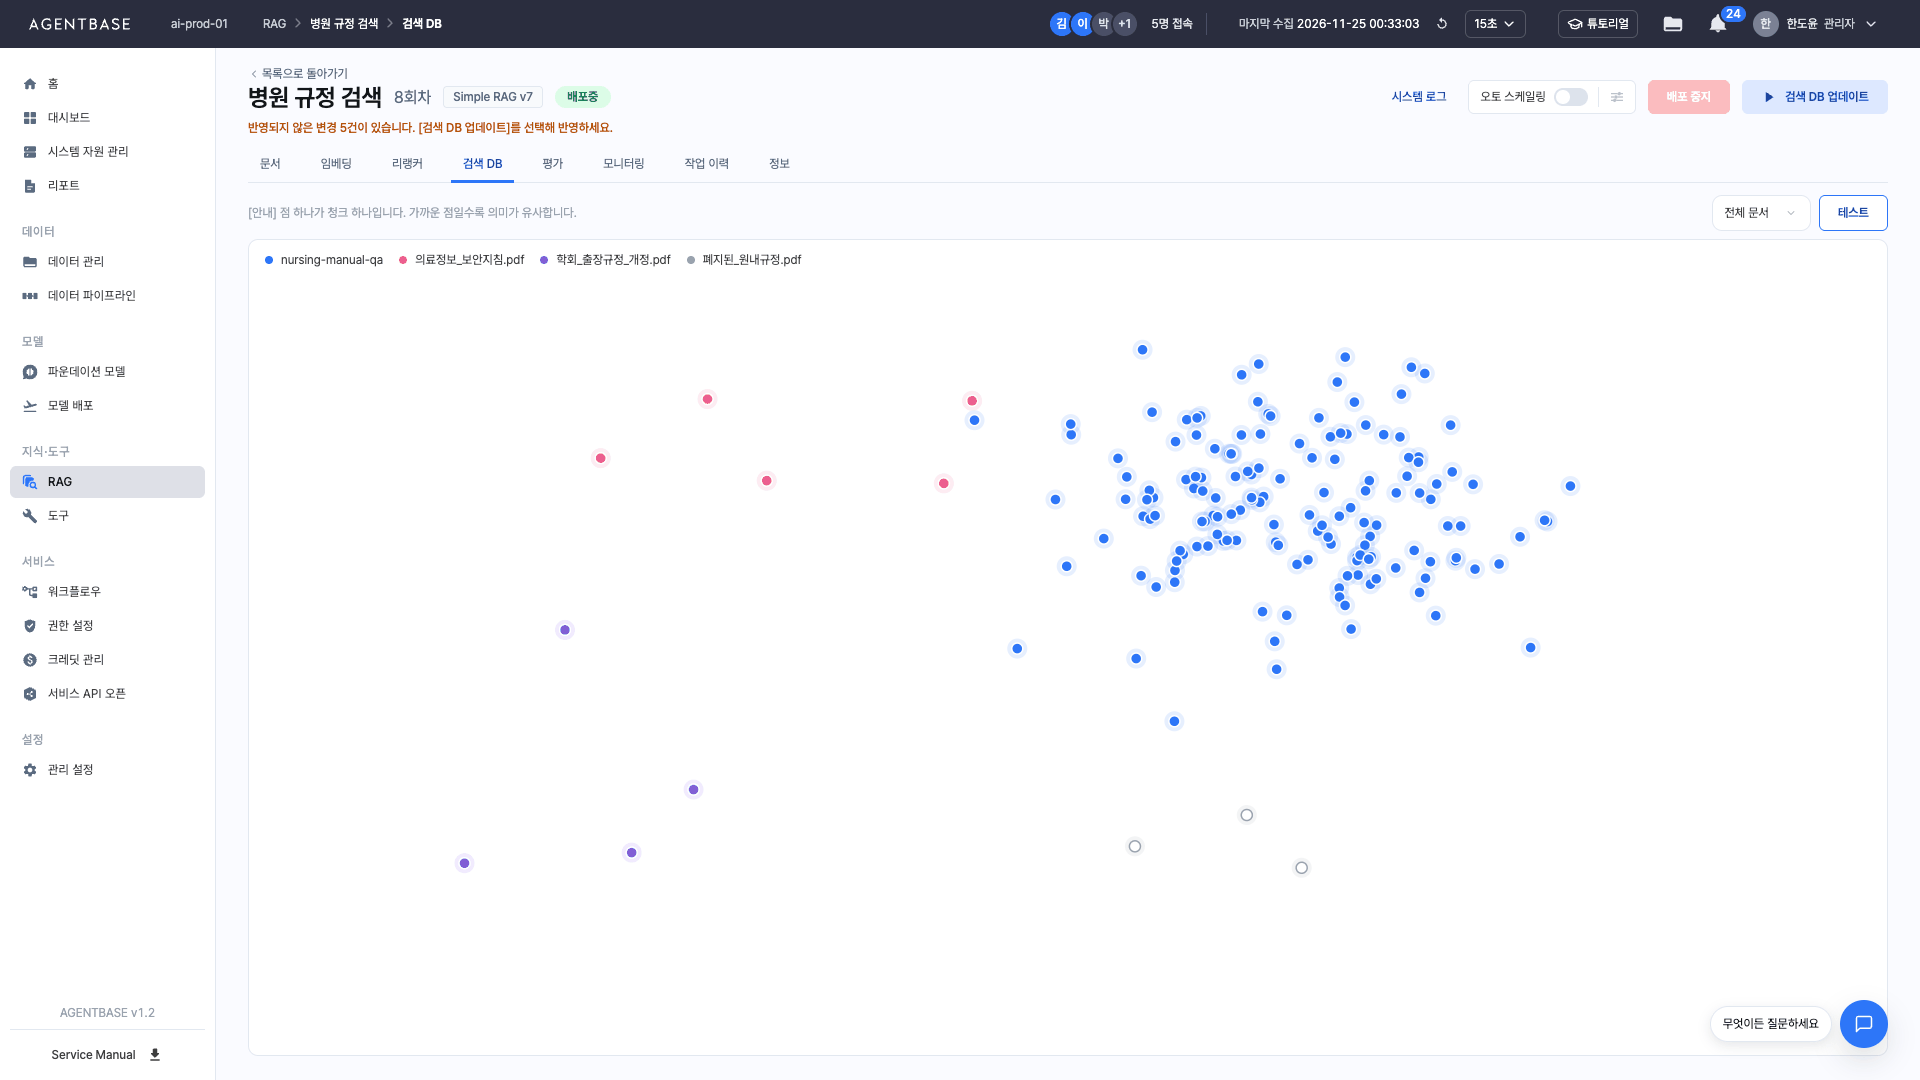 AGENTBASE
ai-prod-01
RAG > 병원 규정 검색 > 검색 DB
김 이 박 +1 5명 접속
마지막 수집 2026-11-25 00:33:03
15초
튜토리얼
24
한 한도윤 관리자
홈
대시보드
시스템 자원 관리
리포트
데이터
데이터 관리
데이터 파이프라인
모델
파운데이션 모델
모델 배포
지식·도구
RAG
도구
서비스
워크플로우
권한 설정
크레딧 관리
서비스 API 오픈
설정
관리 설정
AGENTBASE v1.2
Service Manual
목록으로 돌아가기
병원 규정 검색 8회차 Simple RAG v7 배포중
반영되지 않은 변경 5건이 있습니다. [검색 DB 업데이트]를 선택해 반영하세요.
시스템 로그
오토 스케일링
배포 중지
검색 DB 업데이트
문서 임베딩 리랭커 검색 DB 평가 모니터링 작업 이력 정보
[안내] 점 하나가 청크 하나입니다. 가까운 점일수록 의미가 유사합니다.
전체 문서
테스트
nursing-manual-qa 의료정보_보안지침.pdf 학회_출장규정_개정.pdf 폐지된_원내규정.pdf
무엇이든 질문하세요